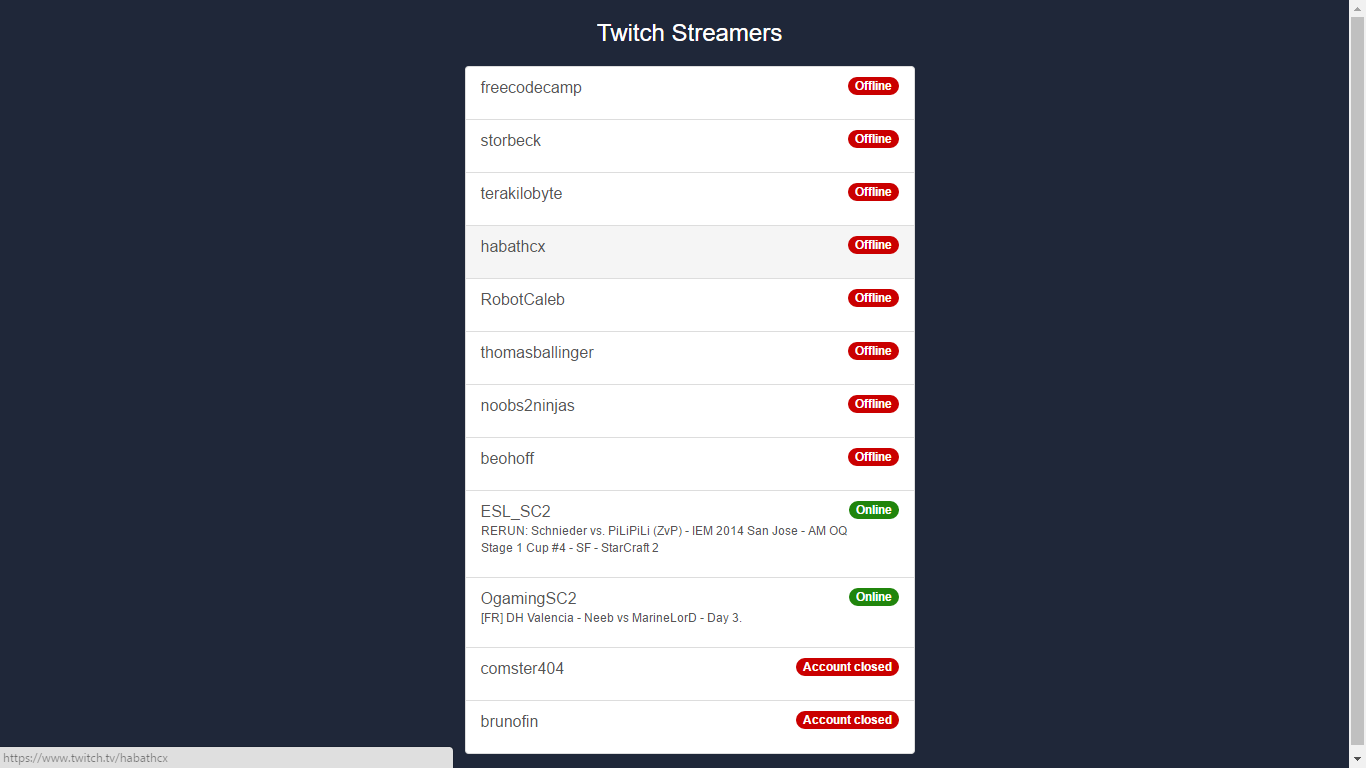 Twitch Streamers
freecodecamp Offline
storbeck Offline
terakilobyte Offline
habathcx Offline
RobotCaleb Offline
thomasballinger Offline
noobs2ninjas Offline
beohoff Offline
ESL_SC2 Online
RERUN: Schnieder vs. PiLiPiLi (ZvP) - IEM 2014 San Jose - AM OQ
Stage 1 Cup #4 - SF - StarCraft 2
OgamingSC2 Online
[FR] DH Valencia - Neeb vs MarineLorD - Day 3.
comster404 Account closed
brunofin Account closed
https://www.twitch.tv/habathcx